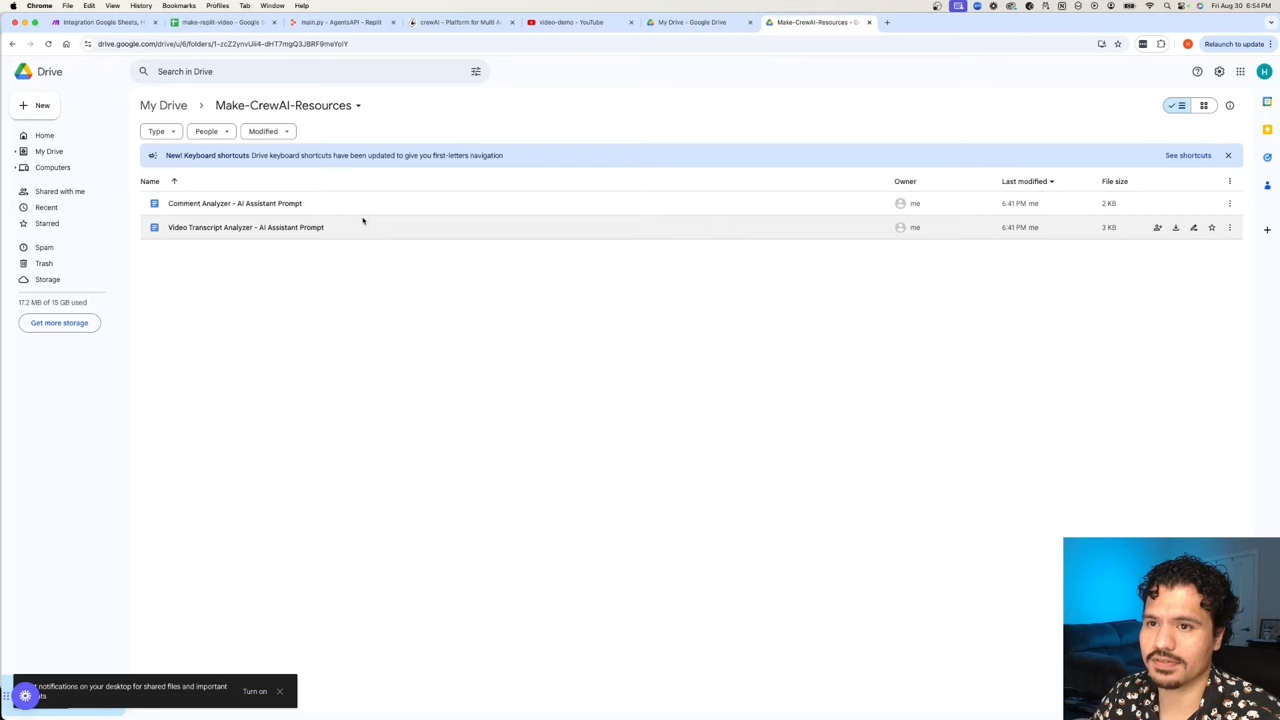 Chrome File Edit View History Bookmarks Profiles Tab Window Help
Fri Aug 30 6:54 PM
Integration Google Sheets, H
make-replit-video - Google S
main.py - AgentsAPI - Replit
crewAI - Platform for Multi A
video-demo - YouTube
My Drive - Google Drive
Make-CrewAI-Resources - G
drive.google.com/drive/u/6/folders/
Relaunch to update
Drive
Search in Drive
H
New
My Drive
Make-CrewAI-Resources
Type
People
Modified
Home
My Drive
Computers
New! Keyboard shortcuts Drive keyboard shortcuts have been updated to give you first-letters navigation
See shortcuts
Name
Owner
Last modified
File size
Shared with me
Recent
Starred
Comment Analyzer - AI Assistant Prompt
me
6:41 PM me
2 KB
Video Transcript Analyzer - AI Assistant Prompt
me
6:41 PM me
3 KB
Spam
Trash
Storage
17.2 MB of 15 GB used
Get more storage
notifications on your desktop for shared files and important
Turn on